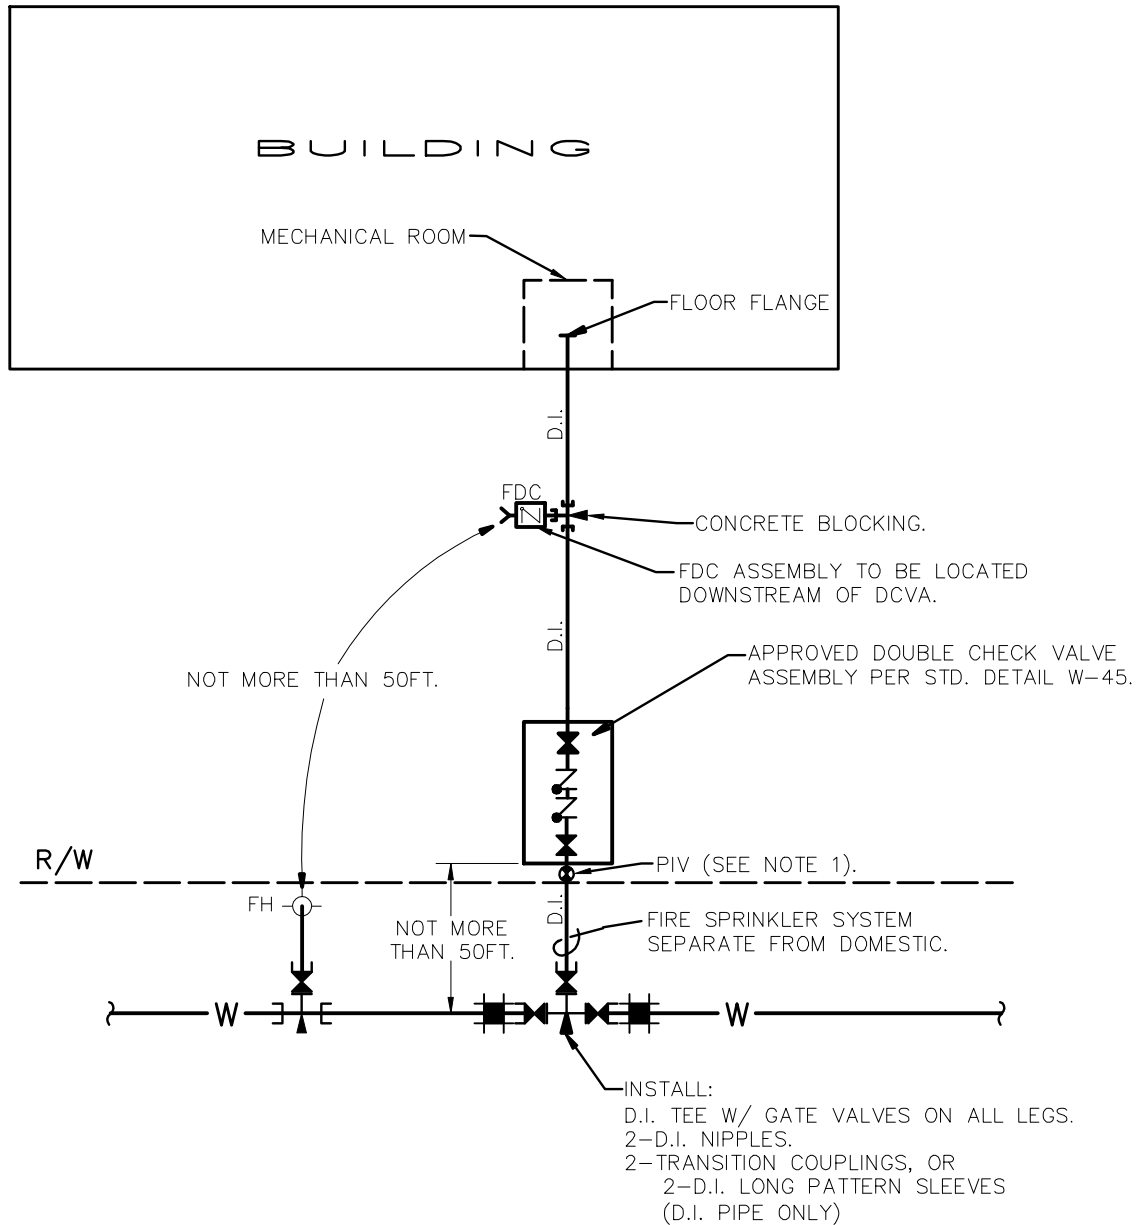 BUILDING
MECHANICAL ROOM
FLOOR FLANGE
D.I.
FDC
CONCRETE BLOCKING.
FDC ASSEMBLY TO BE LOCATED
DOWNSTREAM OF DCVA.
D.I.
APPROVED DOUBLE CHECK VALVE
ASSEMBLY PER STD. DETAIL W-45.
NOT MORE THAN 50FT.
R/W
PIV (SEE NOTE 1).
FH
D.I.
NOT MORE
THAN 50FT.
FIRE SPRINKLER SYSTEM
SEPARATE FROM DOMESTIC.
W
W
INSTALL:
D.I. TEE W/ GATE VALVES ON ALL LEGS.
2-D.I. NIPPLES.
2-TRANSITION COUPLINGS, OR
2-D.I. LONG PATTERN SLEEVES
(D.I. PIPE ONLY)